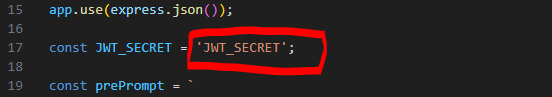 15 app.use(express.json());
16
17 const JWT_SECRET = 'JWT_SECRET';
18
19 const prePrompt = `